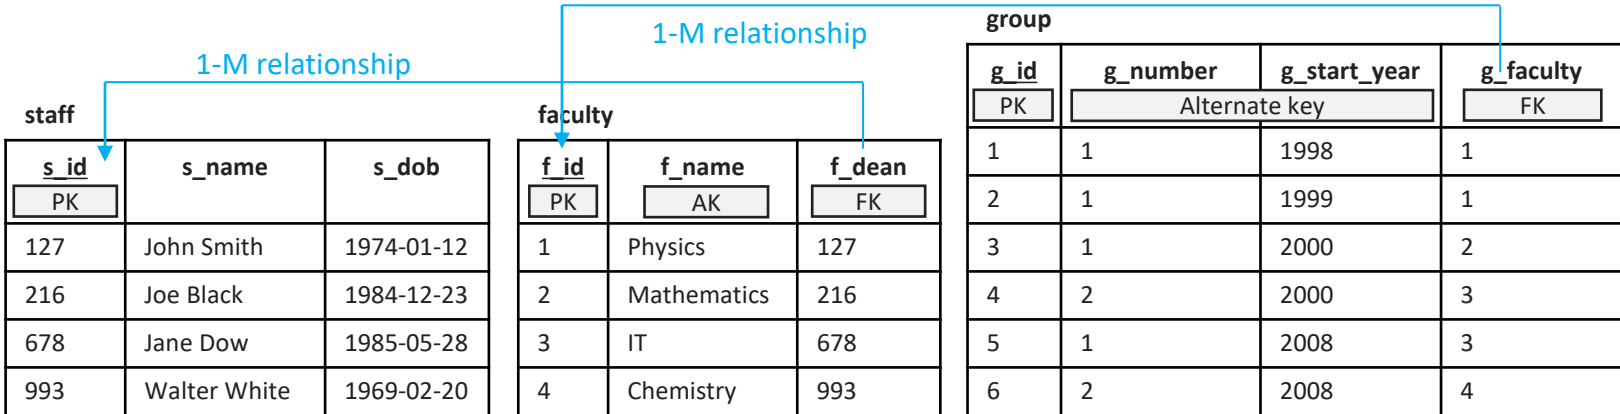 1-M relationship
1-M relationship
staff
s_id s_name s_dob
PK
127 John Smith 1974-01-12
216 Joe Black 1984-12-23
678 Jane Dow 1985-05-28
993 Walter White 1969-02-20
faculty
f_id f_name f_dean
PK AK FK
1 Physics 127
2 Mathematics 216
3 IT 678
4 Chemistry 993
group
g_id g_number g_start_year g_faculty
PK Alternate key FK
1 1 1998 1
2 1 1999 1
3 1 2000 2
4 2 2000 3
5 1 2008 3
6 2 2008 4